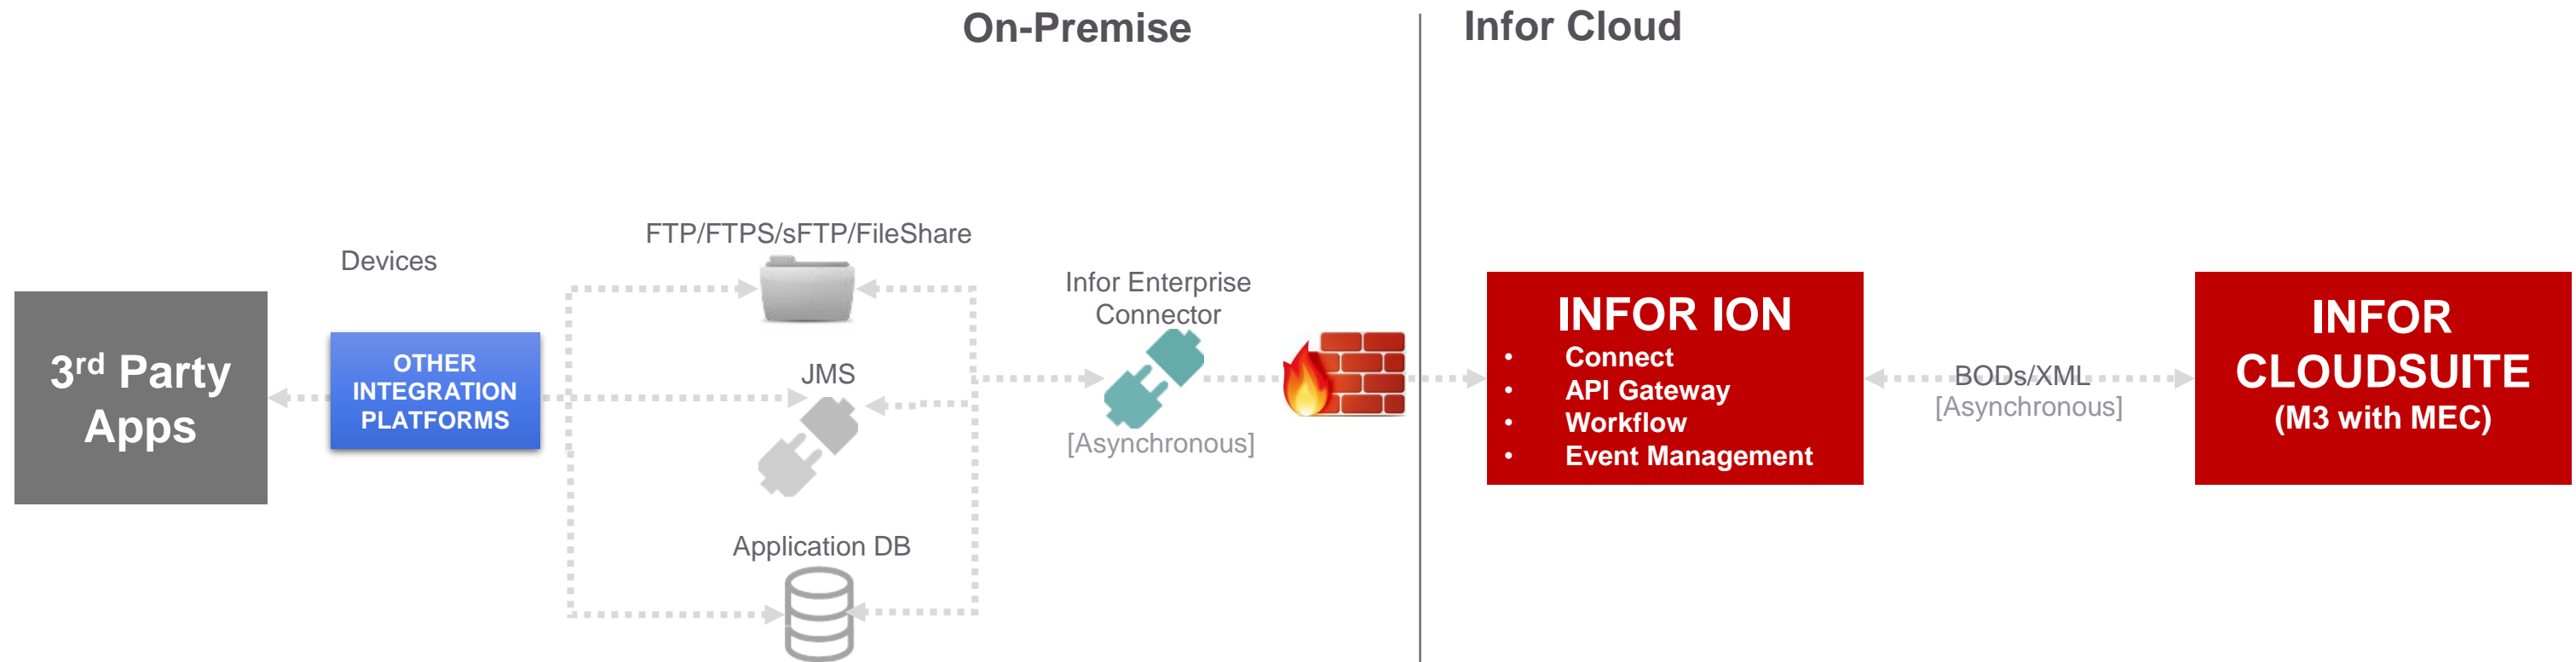 On-Premise
Infor Cloud
3rd Party
Apps
Devices
OTHER
INTEGRATION
PLATFORMS
FTP/FTPS/sFTP/FileShare
JMS
Application DB
Infor Enterprise
Connector
[Asynchronous]
INFOR ION
• Connect
• API Gateway
• Workflow
• Event Management
BODs/XML
[Asynchronous]
INFOR
CLOUDSUITE
(M3 with MEC)